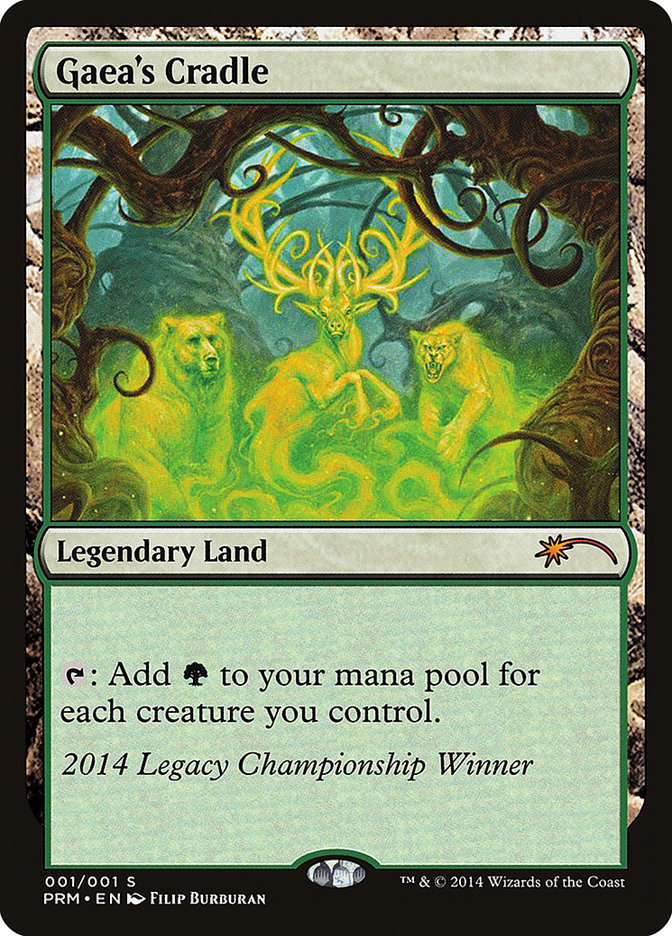 Gaea's Cradle
Legendary Land
: Add to your mana pool for
each creature you control.
2014 Legacy Championship Winner
001/001 S
PRM • EN Filip Burburan
™ & © 2014 Wizards of the Coast